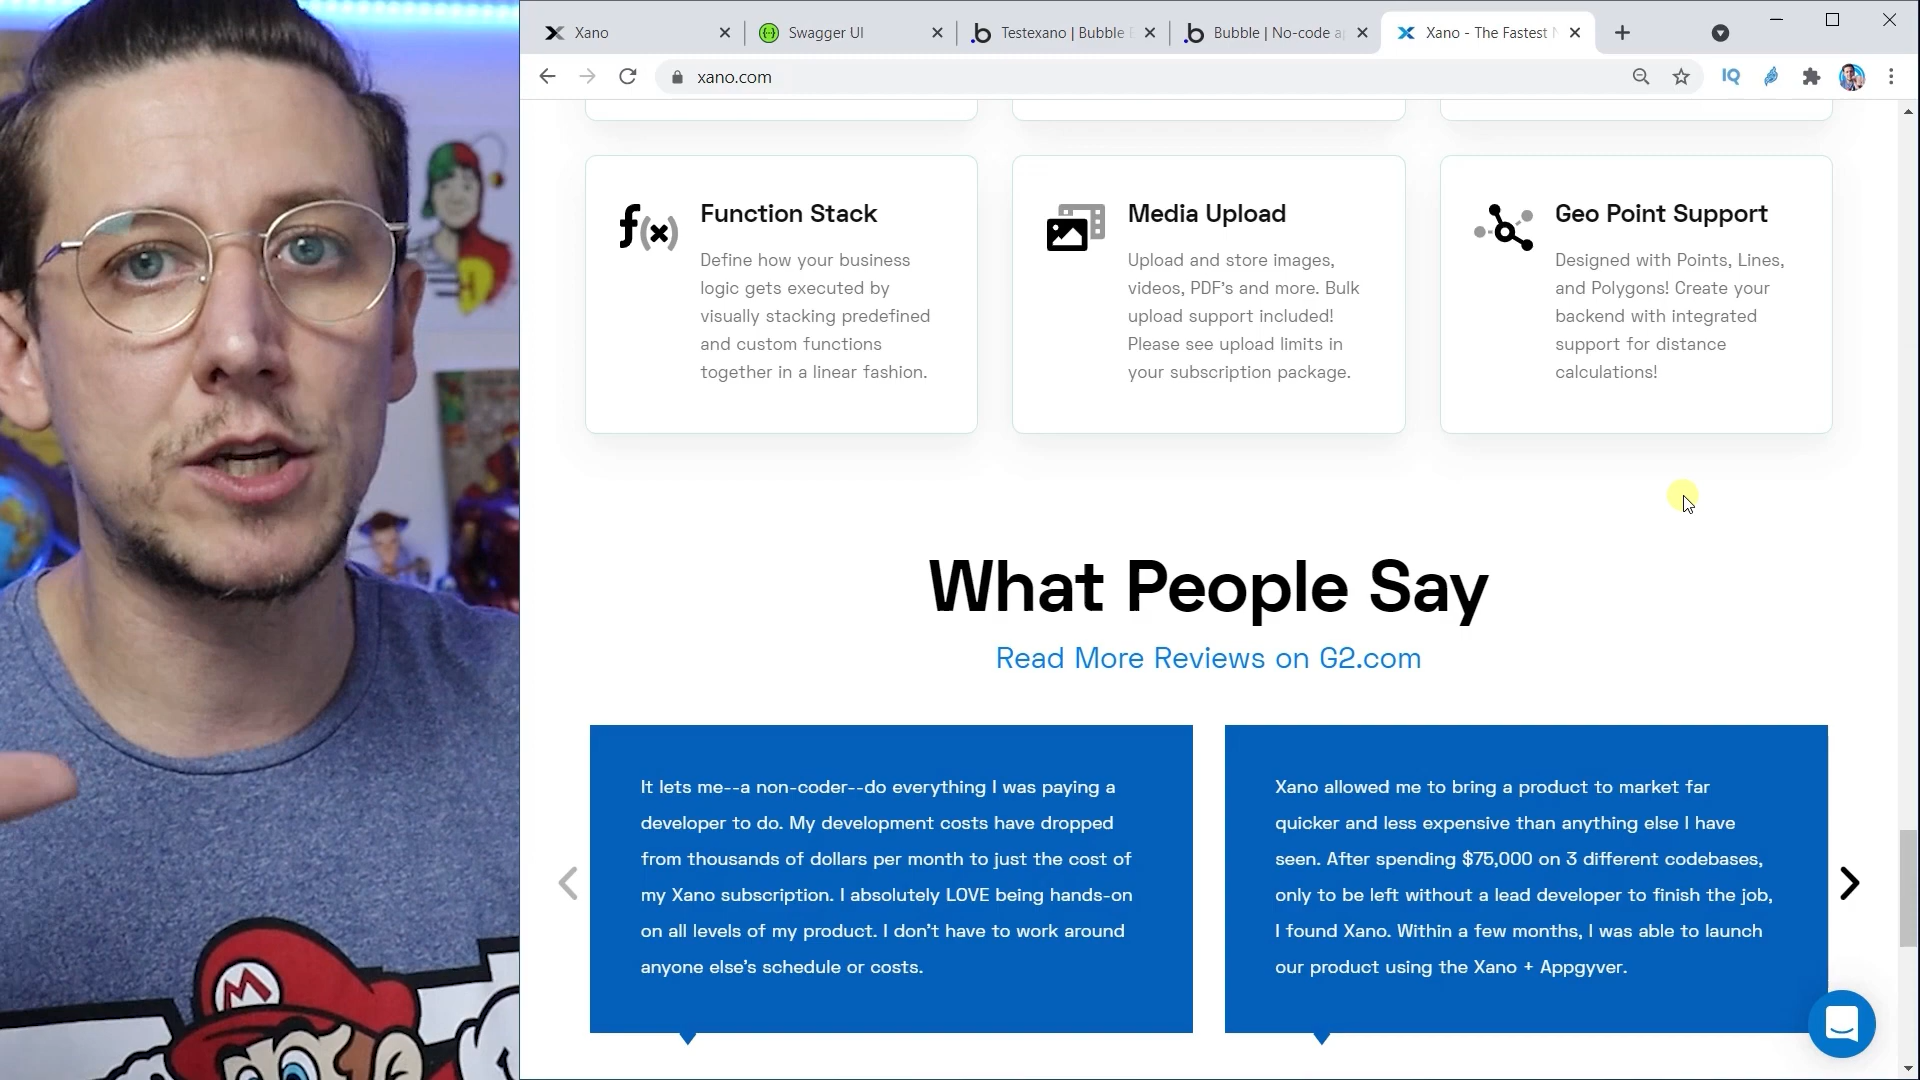 Xano
Swagger UI
Testexano | Bubble E
Bubble | No-code a
Xano - The Fastest N
xano.com
IQ
f(x)
Function Stack
Define how your business
logic gets executed by
visually stacking predefined
and custom functions
together in a linear fashion.
Media Upload
Upload and store images,
videos, PDF's and more. Bulk
upload support included!
Please see upload limits in
your subscription package.
Geo Point Support
Designed with Points, Lines,
and Polygons! Create your
backend with integrated
support for distance
calculations!
What People Say
Read More Reviews on G2.com
It lets me--a non-coder--do everything I was paying a
developer to do. My development costs have dropped
from thousands of dollars per month to just the cost of
my Xano subscription. I absolutely LOVE being hands-on
on all levels of my product. I don't have to work around
anyone else's schedule or costs.
Xano allowed me to bring a product to market far
quicker and less expensive than anything else I have
seen. After spending $75,000 on 3 different codebases,
only to be left without a lead developer to finish the job,
I found Xano. Within a few months, I was able to launch
our product using the Xano + Appgyver.
M